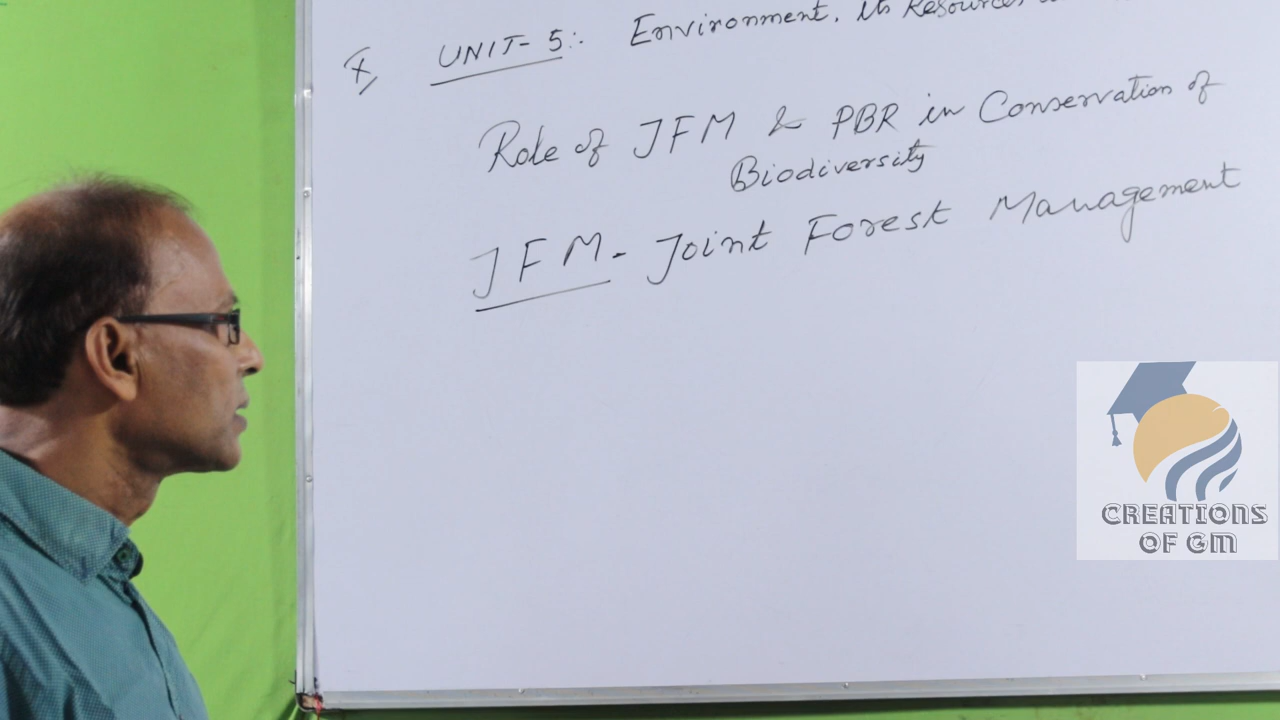 X, UNIT-5:. Environment, Its Resources
Role of JFM & PBR in Conservation of
Biodiversity
JFM - Joint Forest Management
CREATIONS
OF GM